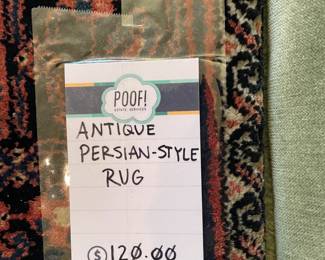 POOF!
ESTATE SERVICES
ANTIQUE
PERSIAN-STYLE
RUG
Ⓢ 120.00